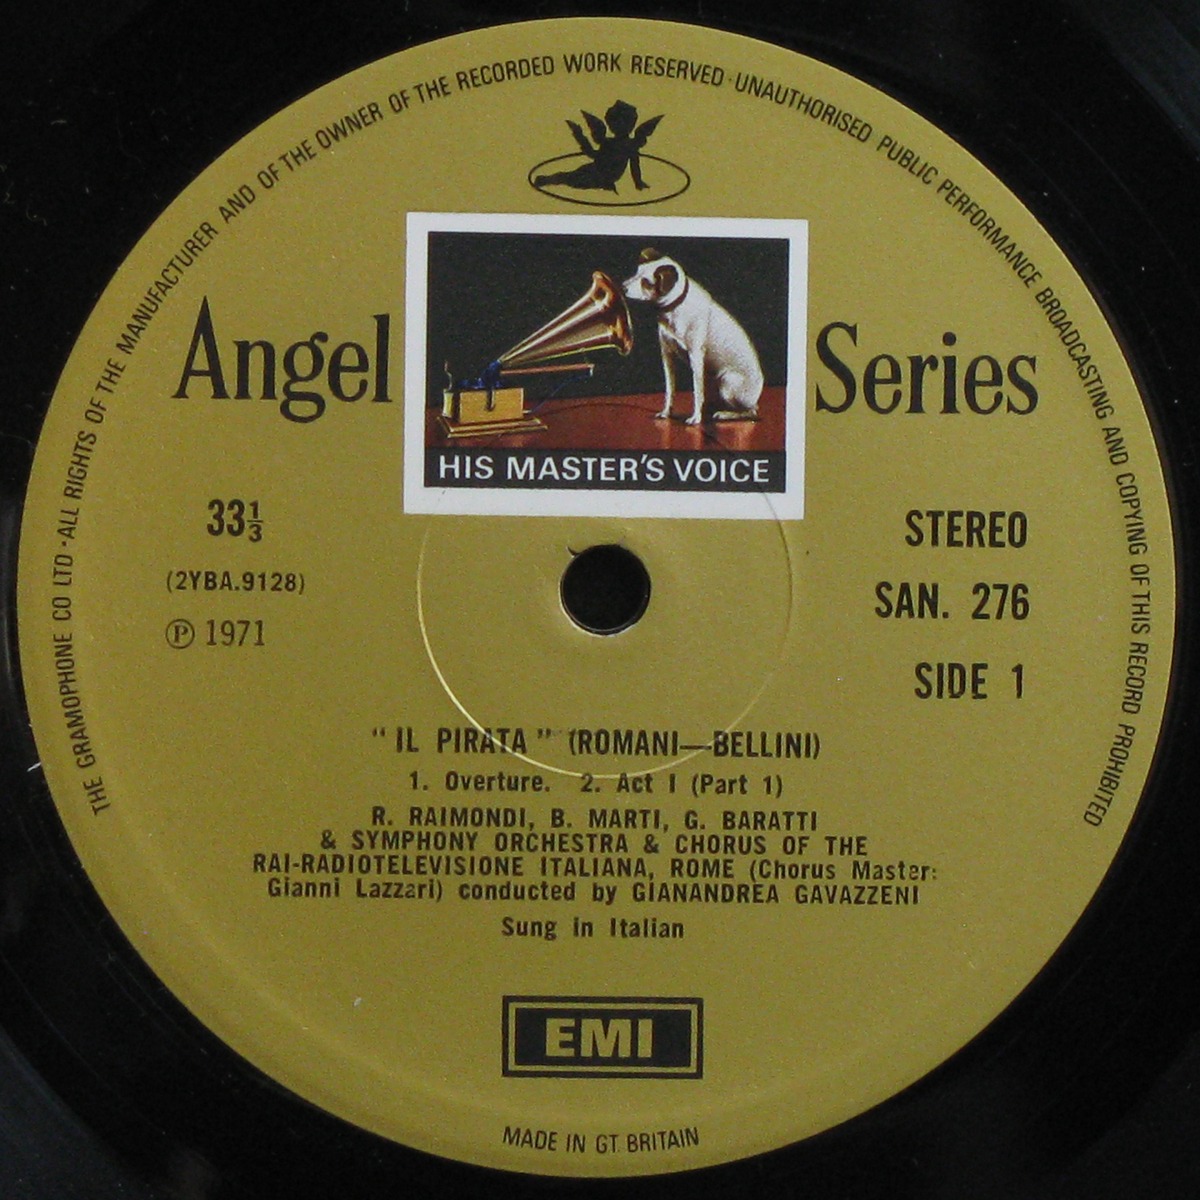 THE GRAMOPHONE CO LTD · ALL RIGHTS OF THE MANUFACTURER AND OF THE OWNER OF THE RECORDED WORK RESERVED · UNAUTHORISED PUBLIC PERFORMANCE BROADCASTING AND COPYING OF THIS RECORD PROHIBITED
Angel Series
HIS MASTER'S VOICE
33⅓
(2YBA.9128)
℗ 1971
STEREO
SAN. 276
SIDE 1
"IL PIRATA" (ROMANI—BELLINI)
1. Overture. 2. Act I (Part 1)
R. RAIMONDI, B. MARTI, G. BARATTI
& SYMPHONY ORCHESTRA & CHORUS OF THE
RAI-RADIOTELEVISIONE ITALIANA, ROME (Chorus Master:
Gianni Lazzari) conducted by GIANANDREA GAVAZZENI
Sung in Italian
EMI
MADE IN GT. BRITAIN